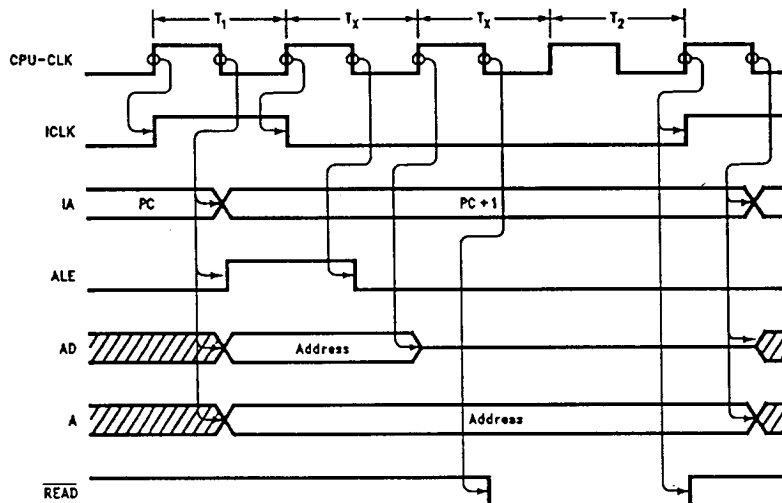 T1 TX TX T2
CPU-CLK
ICLK
IA PC PC + 1
ALE
AD Address
A Address
READ